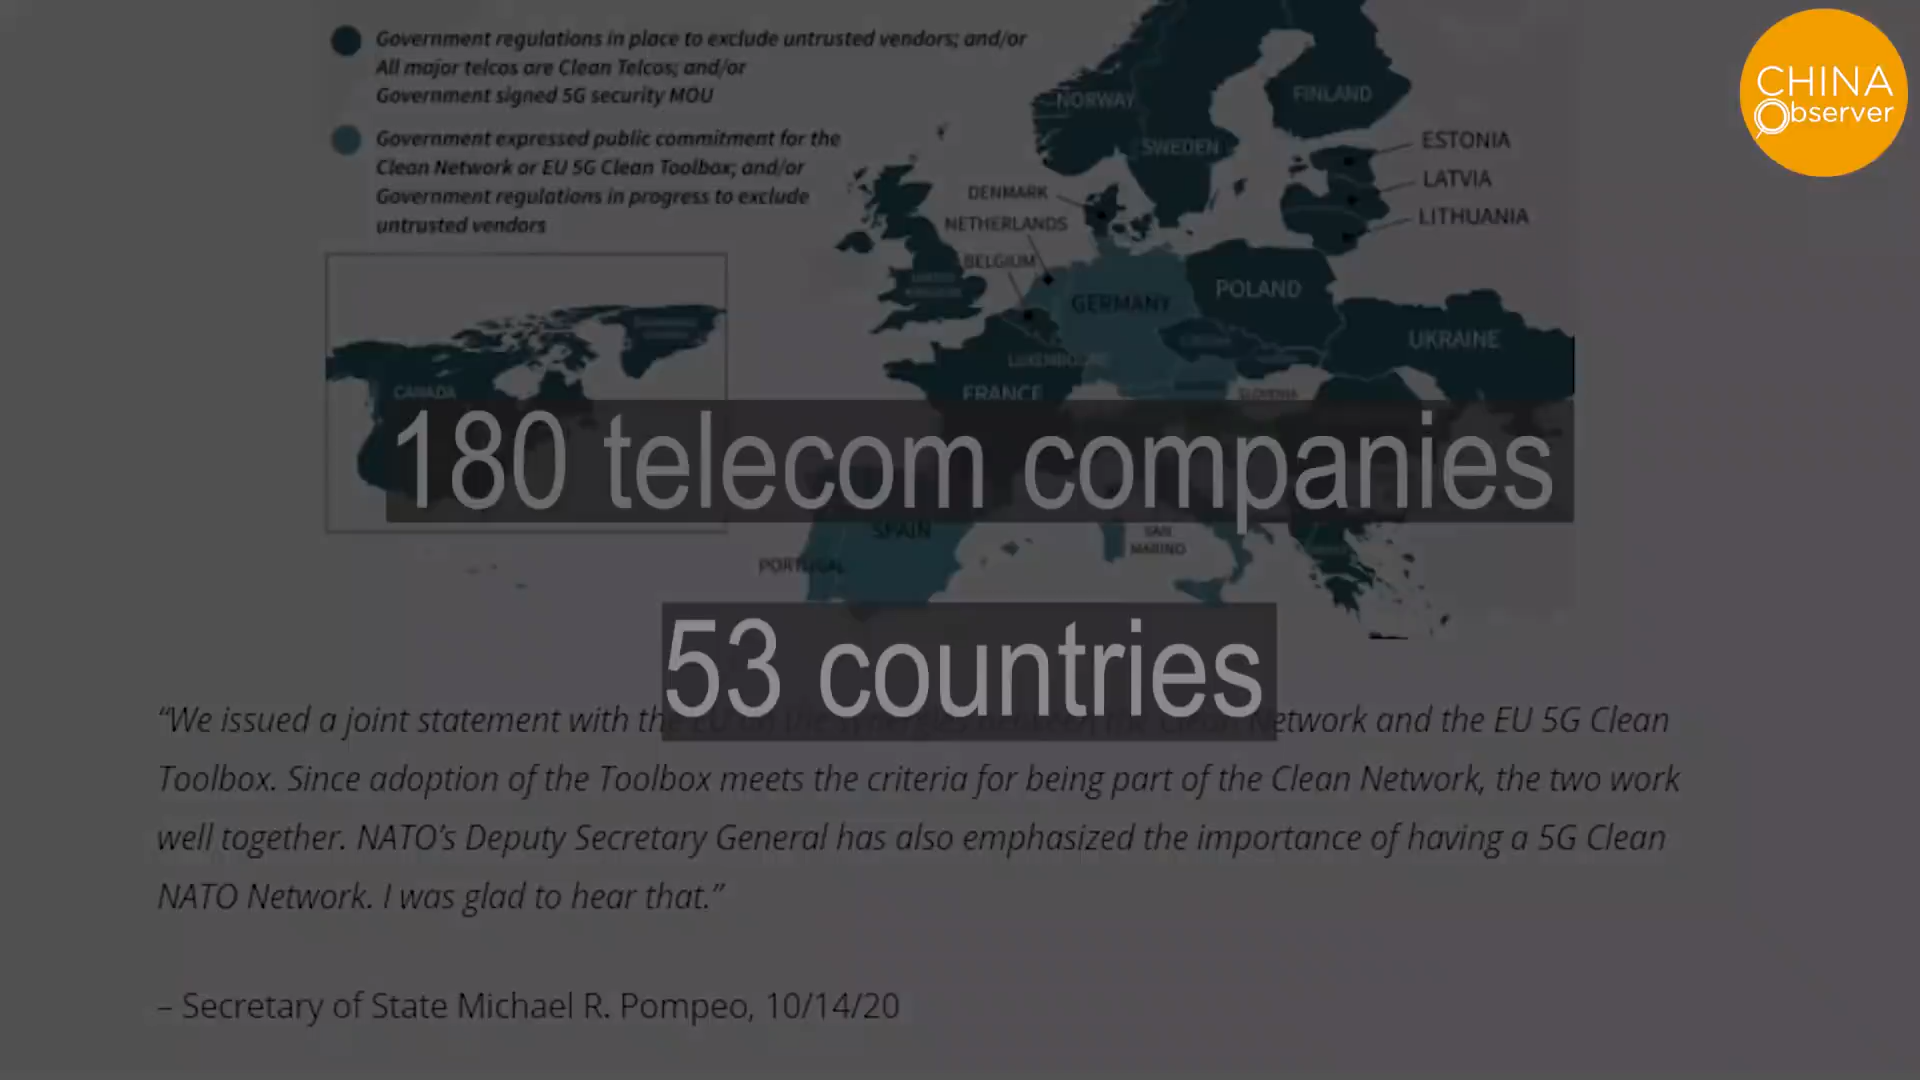 Government regulations in place to exclude untrusted vendors; and/or
All major telcos are Clean Telcos; and/or
Government signed 5G security MOU
Government expressed public commitment for the
Clean Network or EU 5G Clean Toolbox; and/or
Government regulations in progress to exclude
untrusted vendors
CHINA
Observer
NORWAY
FINLAND
SWEDEN
ESTONIA
LATVIA
LITHUANIA
DENMARK
NETHERLANDS
BELGIUM
GERMANY
POLAND
UKRAINE
LUXEMBOURG
FRANCE
SLOVENIA
CANADA
180 telecom companies
SPAIN
SAN
MARINO
PORTUGAL
53 countries
“We issued a joint statement with the Network and the EU 5G Clean
Toolbox. Since adoption of the Toolbox meets the criteria for being part of the Clean Network, the two work
well together. NATO’s Deputy Secretary General has also emphasized the importance of having a 5G Clean
NATO Network. I was glad to hear that.”
– Secretary of State Michael R. Pompeo, 10/14/20